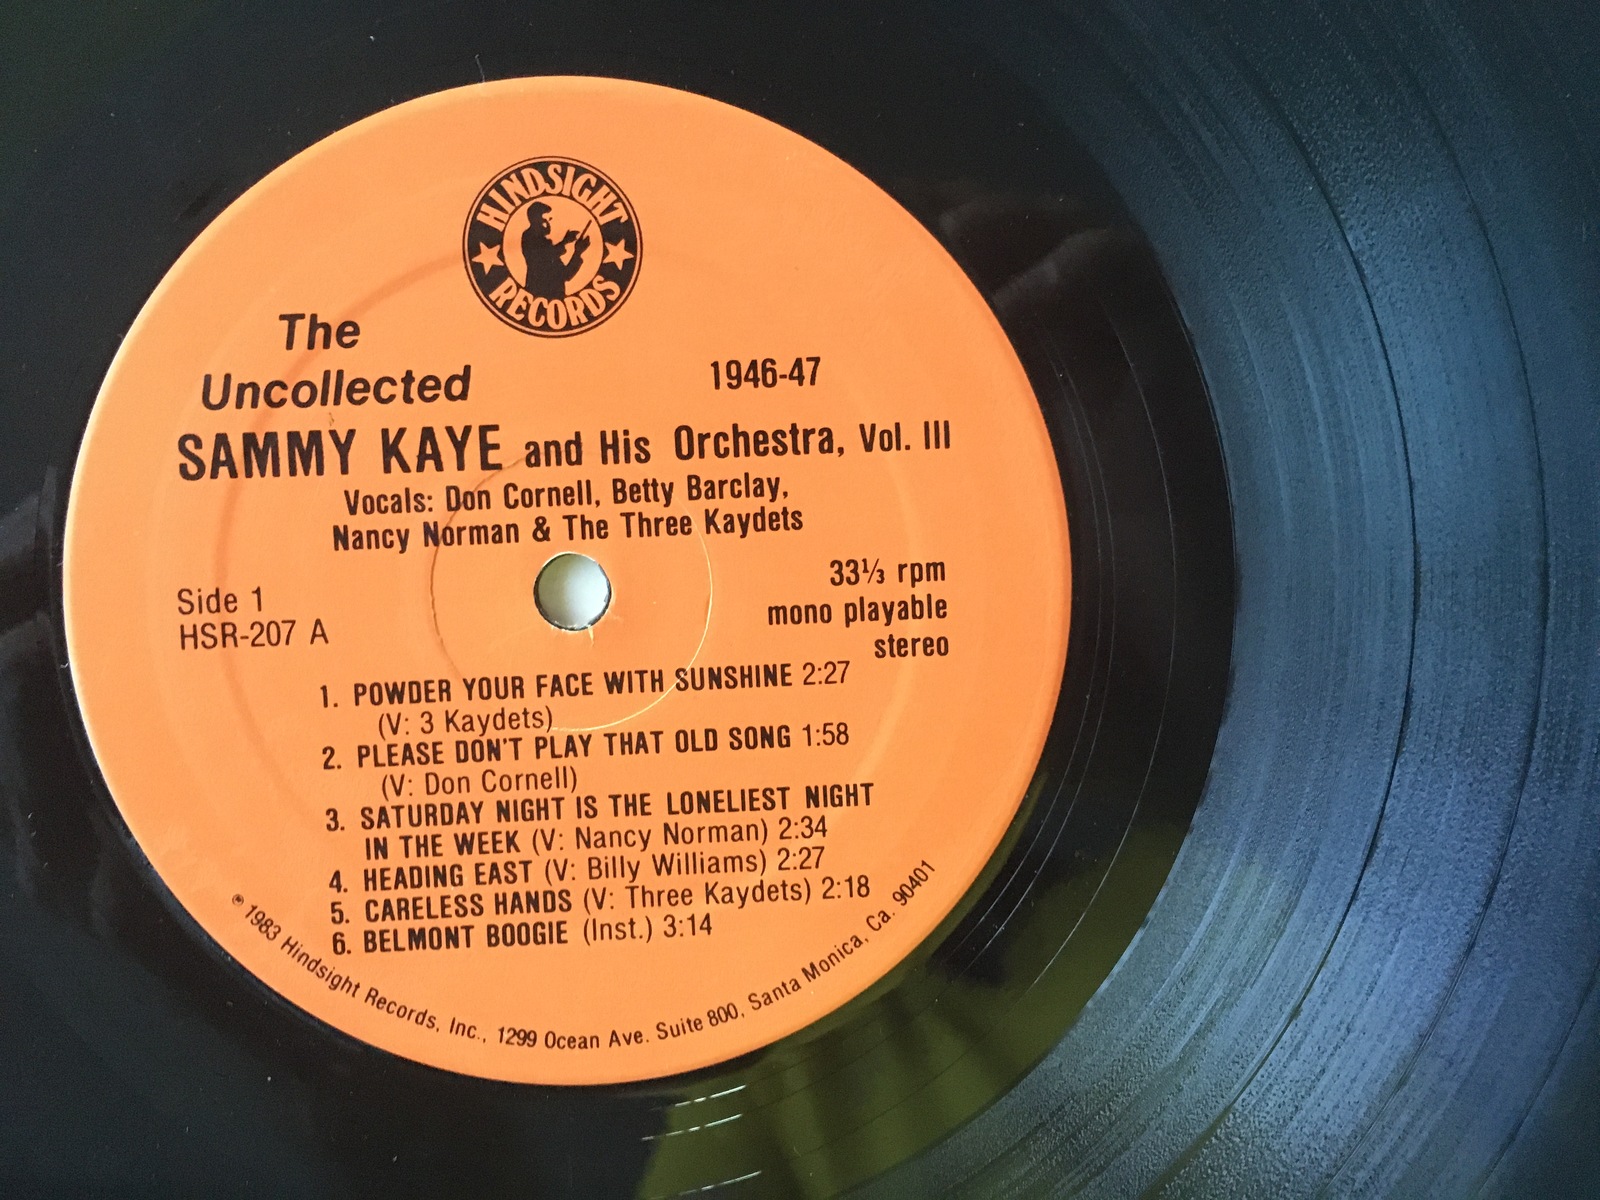 HINDSIGHT
RECORDS
The
Uncollected
1946-47
SAMMY KAYE and His Orchestra, Vol. III
Vocals: Don Cornell, Betty Barclay,
Nancy Norman & The Three Kaydets
33⅓ rpm
mono playable
stereo
Side 1
HSR-207 A
1. POWDER YOUR FACE WITH SUNSHINE 2:27
(V: 3 Kaydets)
2. PLEASE DON'T PLAY THAT OLD SONG 1:58
(V: Don Cornell)
3. SATURDAY NIGHT IS THE LONELIEST NIGHT
IN THE WEEK (V: Nancy Norman) 2:34
4. HEADING EAST (V: Billy Williams) 2:27
5. CARELESS HANDS (V: Three Kaydets) 2:18
6. BELMONT BOOGIE (Inst.) 3:14
℗ 1983 Hindsight Records, Inc., 1299 Ocean Ave. Suite 800, Santa Monica, Ca. 90401